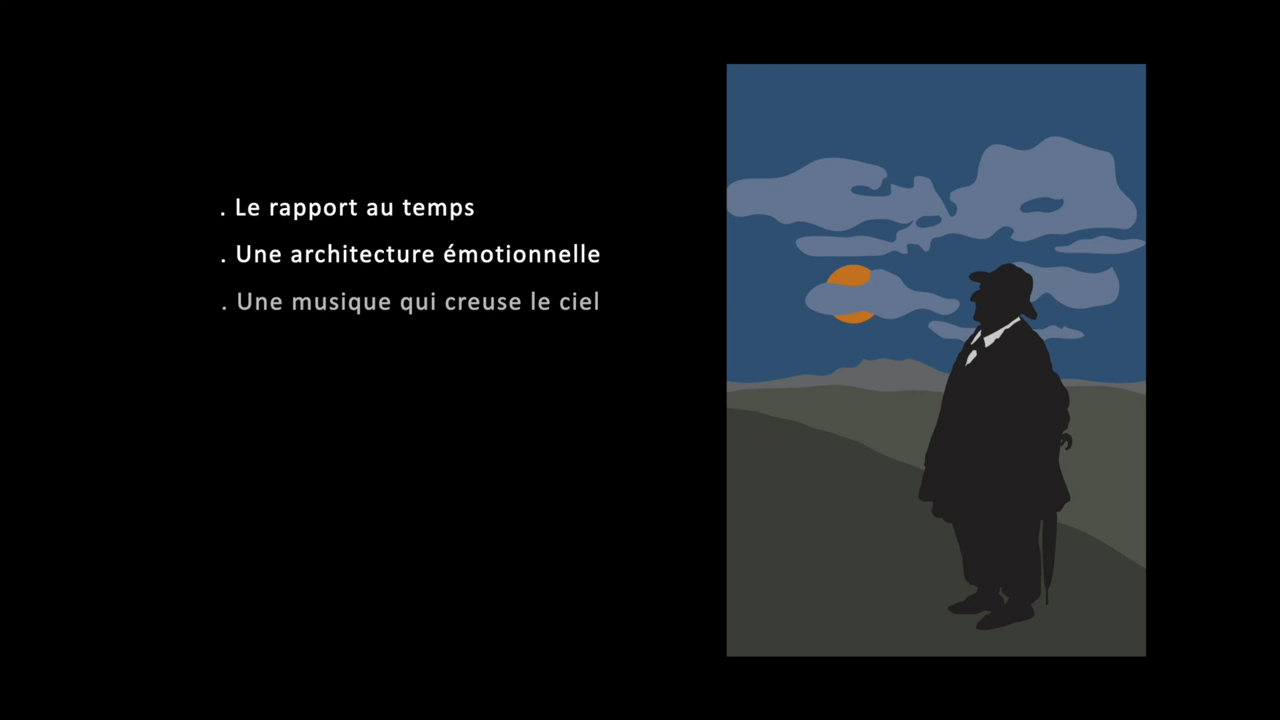 . Le rapport au temps
. Une architecture émotionnelle
. Une musique qui creuse le ciel